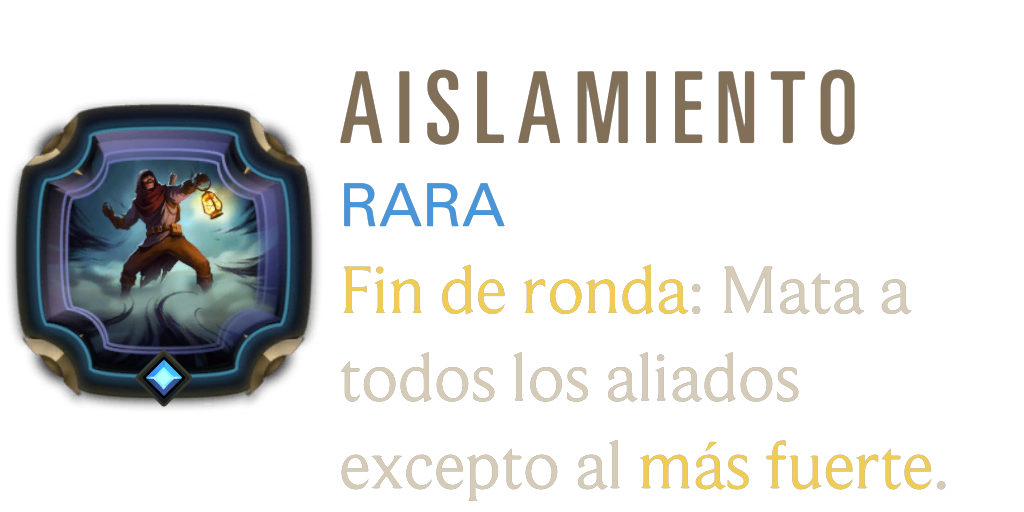 AISLAMIENTO
RARA
Fin de ronda: Mata a
todos los aliados
excepto al más fuerte.